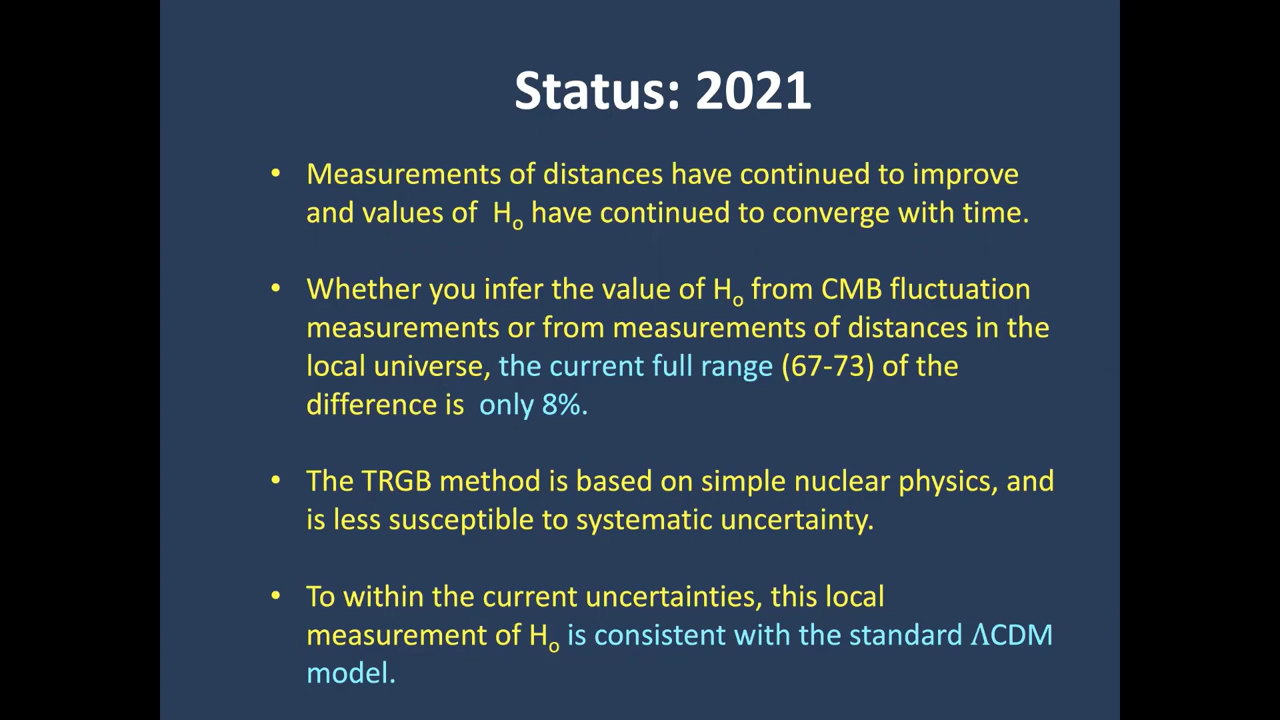 Status: 2021
• Measurements of distances have continued to improve
and values of Ho have continued to converge with time.
• Whether you infer the value of Ho from CMB fluctuation
measurements or from measurements of distances in the
local universe, the current full range (67-73) of the
difference is only 8%.
• The TRGB method is based on simple nuclear physics, and
is less susceptible to systematic uncertainty.
• To within the current uncertainties, this local
measurement of Ho is consistent with the standard ΛCDM
model.